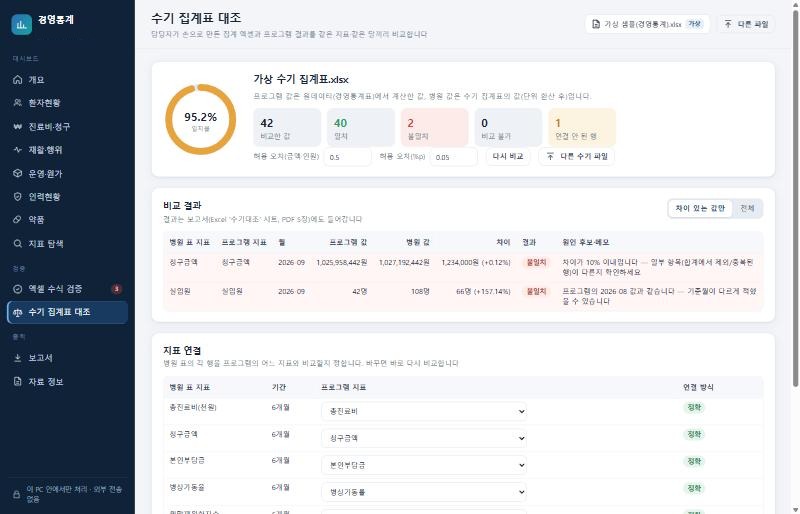 경영통계
대시보드
개요
환자현황
진료비·청구
재활·행위
운영·원가
인력현황
약품
지표 탐색
검증
엑셀 수식 검증 3
수기 집계표 대조
출력
보고서
자료 정보
이 PC 안에서만 처리 · 외부 전송
없음
수기 집계표 대조
담당자가 손으로 만든 집계 엑셀과 프로그램 결과를 같은 지표·같은 달끼리 비교합니다
가상 샘플(경영통계).xlsx 가상
다른 파일
95.2%
일치율
가상 수기 집계표.xlsx
프로그램 값은 원데이터(경영통계표)에서 계산한 값, 병원 값은 수기 집계표의 값(단위 환산 후)입니다.
42
비교한 값
40
일치
2
불일치
0
비교 불가
1
연결 안 된 행
허용 오차(금액·인원) 0.5 허용 오차(%p) 0.05 다시 비교 다른 수기 파일
비교 결과
결과는 보고서(Excel '수기대조' 시트, PDF 5장)에도 들어갑니다
차이 있는 값만 전체
병원 표 지표 프로그램 지표 월 프로그램 값 병원 값 차이 결과 원인 후보·메모
청구금액 청구금액 2026-09 1,025,958,442원 1,027,192,442원 1,234,000원 (+0.12%) 불일치 차이가 10% 이내입니다 — 일부 항목(합계에서 제외/중복된
행)이 다른지 확인하세요
실입원 실입원 2026-09 42명 108명 66명 (+157.14%) 불일치 프로그램의 2026-08 값과 같습니다 — 기준월이 다르게 적혔
을 수 있습니다
지표 연결
병원 표의 각 행을 프로그램의 어느 지표와 비교할지 정합니다. 바꾸면 바로 다시 비교합니다
병원 표 지표 기간 프로그램 지표 연결 방식
총진료비(천원) 6개월 총진료비 정확
청구금액 6개월 청구금액 정확
본인부담금 6개월 본인부담금 정확
병상가동율 6개월 병상가동률 정확